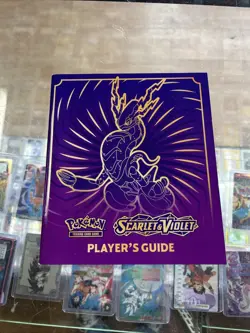 POKéMON
TRADING CARD GAME
SCARLET & VIOLET
PLAYER'S GUIDE